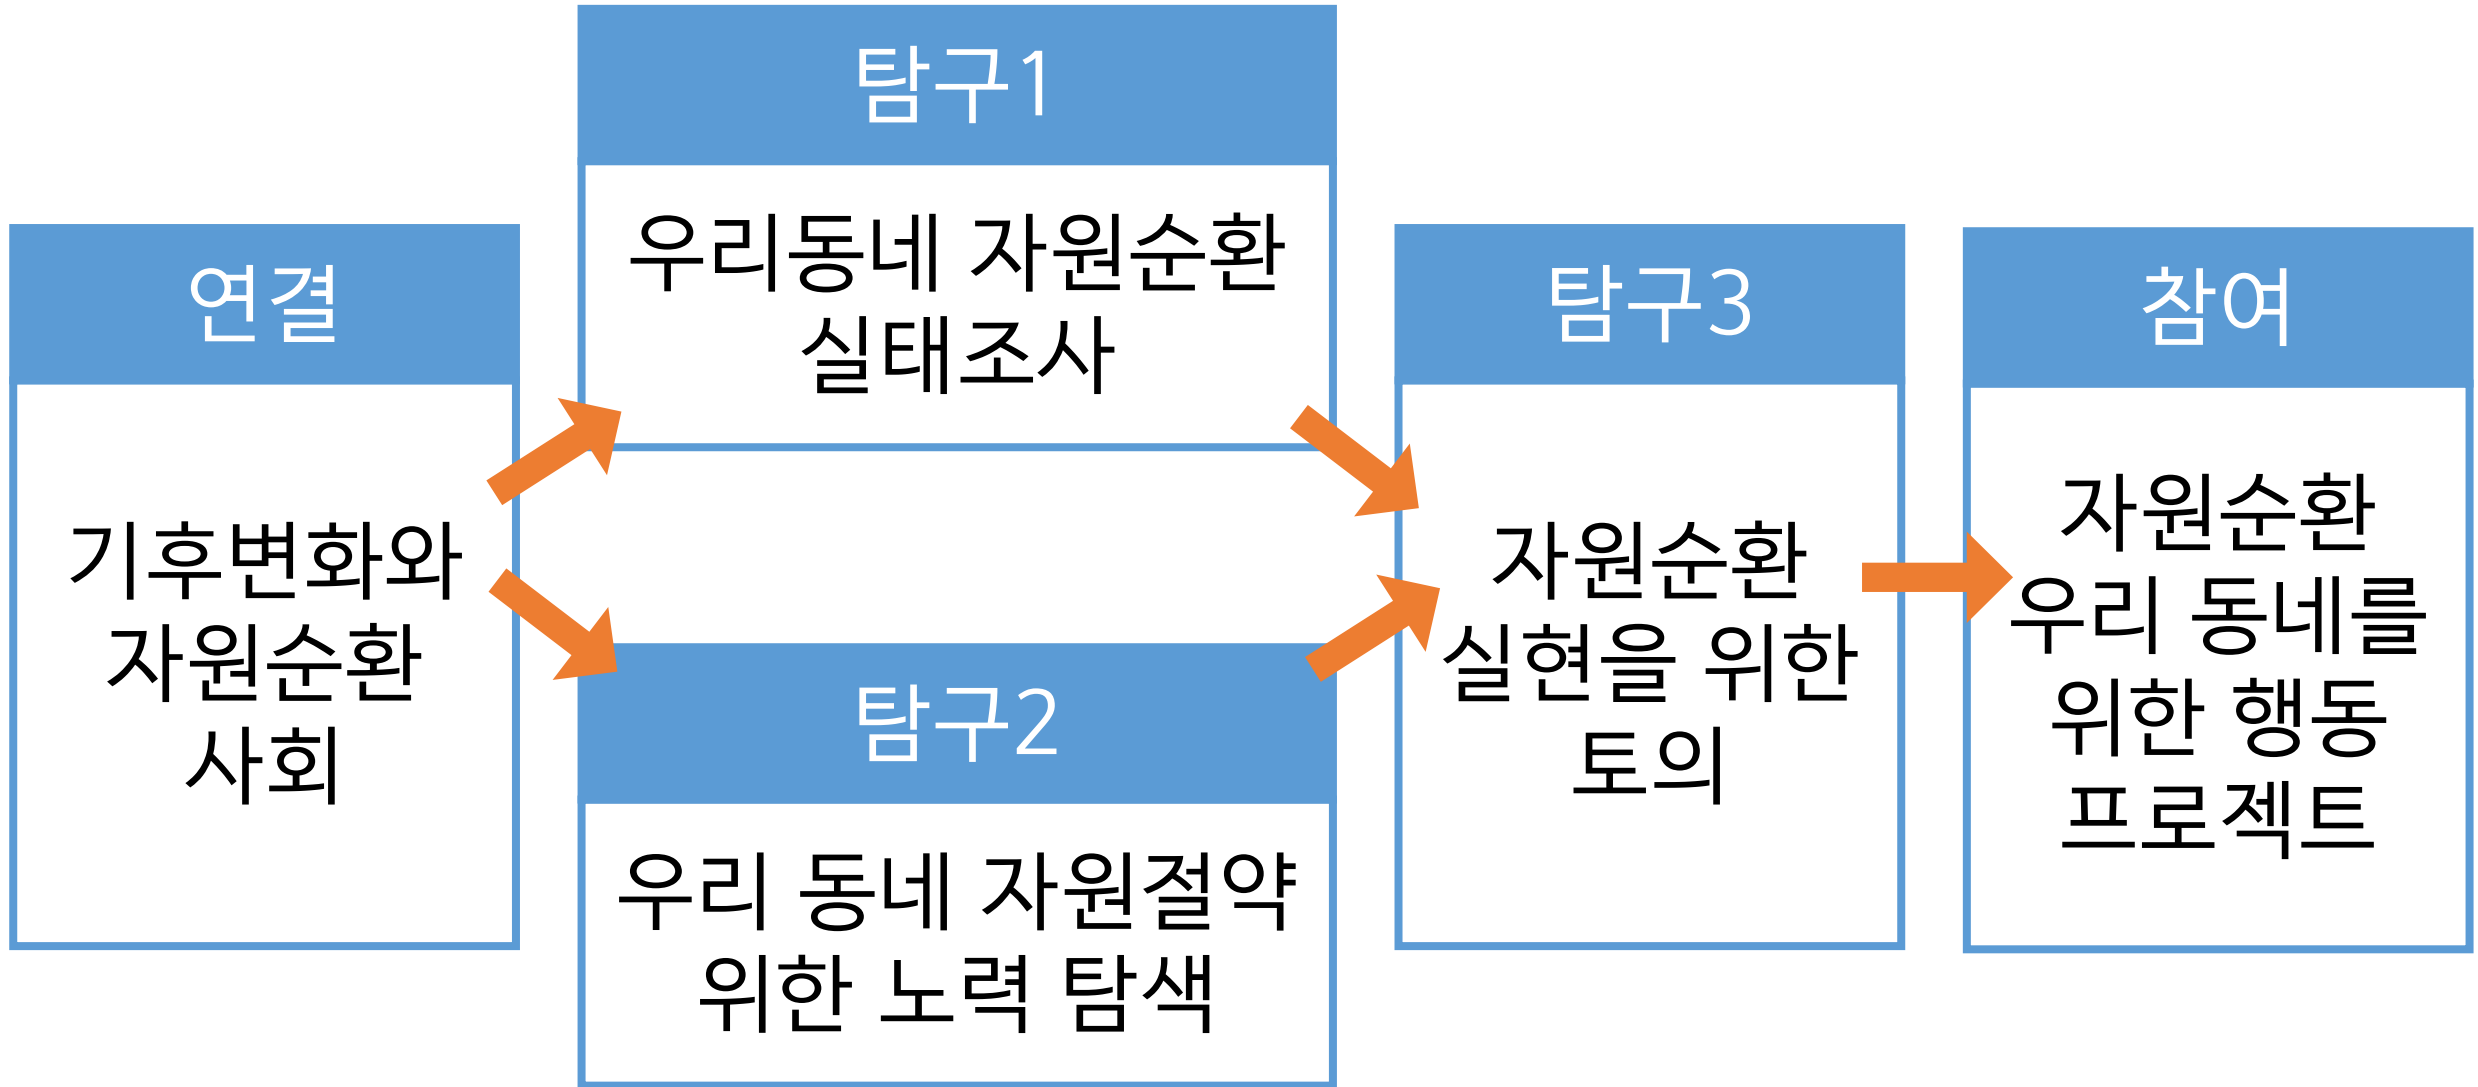 연결
기후변화와
자원순환
사회
탐구1
우리동네 자원순환
실태조사
탐구2
우리 동네 자원절약
위한 노력 탐색
탐구3
자원순환
실현을 위한
토의
참여
자원순환
우리 동네를
위한 행동
프로젝트